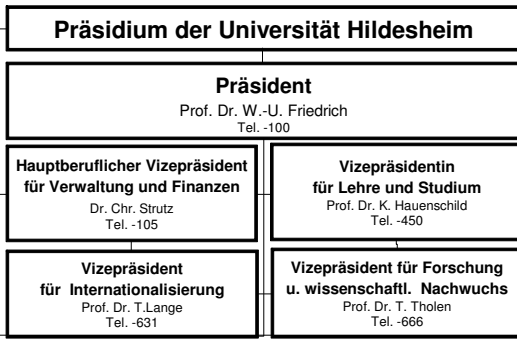 Präsidium der Universität Hildesheim
Präsident
Prof. Dr. W.-U. Friedrich
Tel. -100
Hauptberuflicher Vizepräsident
für Verwaltung und Finanzen
Dr. Chr. Strutz
Tel. -105
Vizepräsidentin
für Lehre und Studium
Prof. Dr. K. Hauenschild
Tel. -450
Vizepräsident
für Internationalisierung
Prof. Dr. T.Lange
Tel. -631
Vizepräsident für Forschung
u. wissenschaftl. Nachwuchs
Prof. Dr. T. Tholen
Tel. -666